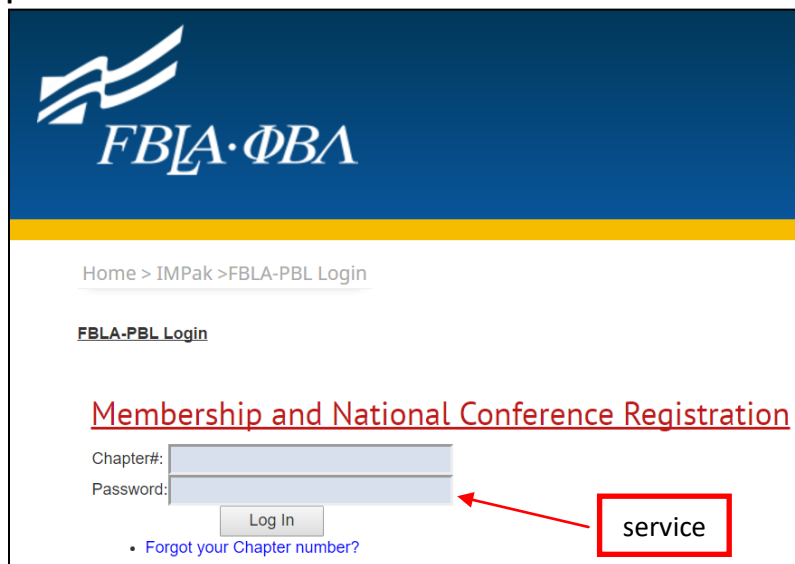 FBLA·ΦΒΛ
Home > IMPak >FBLA-PBL Login
FBLA-PBL Login
Membership and National Conference Registration
Chapter#:
Password:
service
Log In
• Forgot your Chapter number?